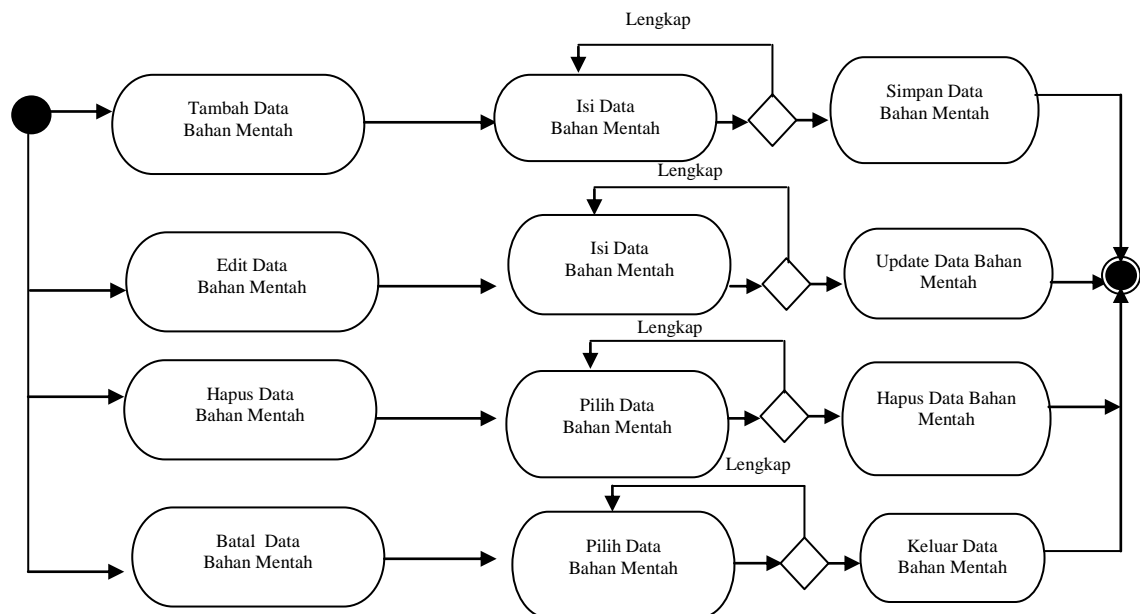 Lengkap
Tambah Data
Bahan Mentah
Isi Data
Bahan Mentah
Simpan Data
Bahan Mentah
Lengkap
Edit Data
Bahan Mentah
Isi Data
Bahan Mentah
Update Data Bahan
Mentah
Lengkap
Hapus Data
Bahan Mentah
Pilih Data
Bahan Mentah
Hapus Data Bahan
Mentah
Lengkap
Batal Data
Bahan Mentah
Pilih Data
Bahan Mentah
Keluar Data
Bahan Mentah